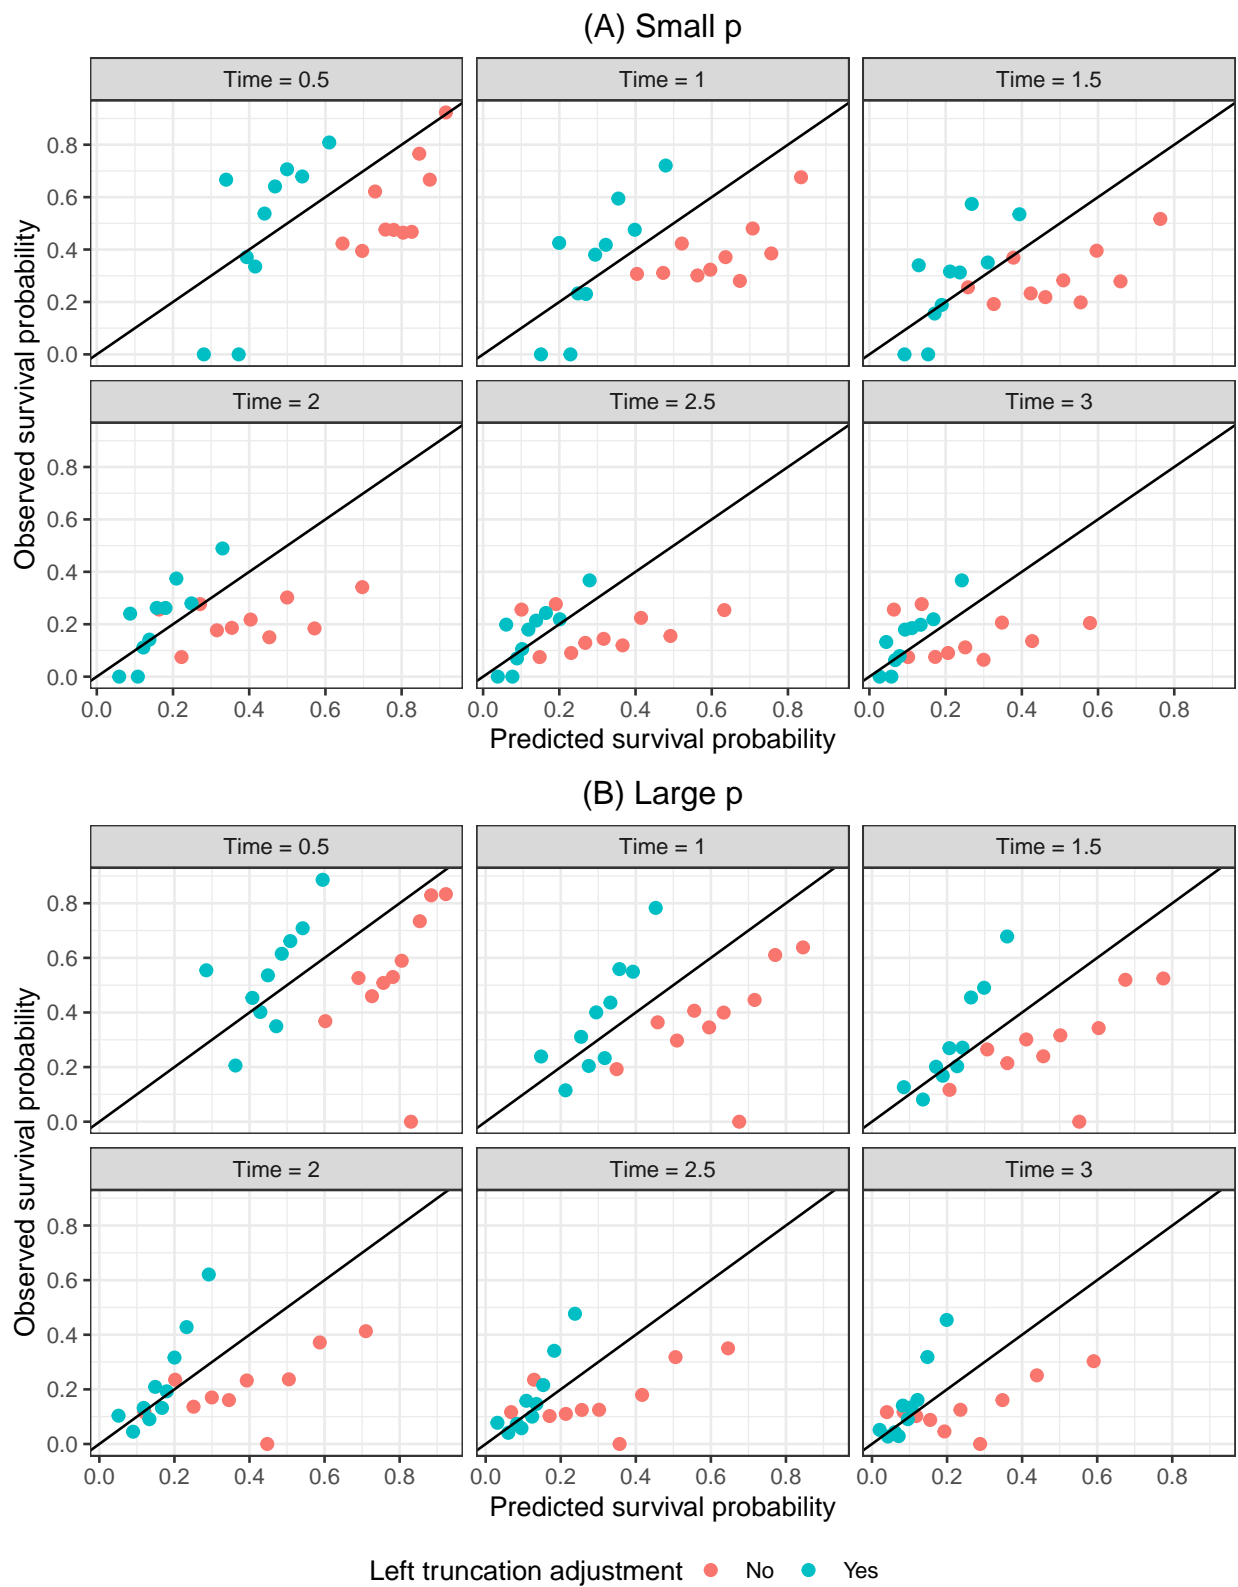 (A) Small p
Time = 0.5
Time = 1
Time = 1.5
0.8
0.6
0.4
0.2
0.0
Time = 2
Time = 2.5
Time = 3
0.8
0.6
0.4
0.2
0.0
0.0 0.2 0.4 0.6 0.8
0.0 0.2 0.4 0.6 0.8
0.0 0.2 0.4 0.6 0.8
Observed survival probability
Predicted survival probability
(B) Large p
Time = 0.5
Time = 1
Time = 1.5
0.8
0.6
0.4
0.2
0.0
Time = 2
Time = 2.5
Time = 3
0.8
0.6
0.4
0.2
0.0
0.0 0.2 0.4 0.6 0.8
0.0 0.2 0.4 0.6 0.8
0.0 0.2 0.4 0.6 0.8
Observed survival probability
Predicted survival probability
Left truncation adjustment No Yes